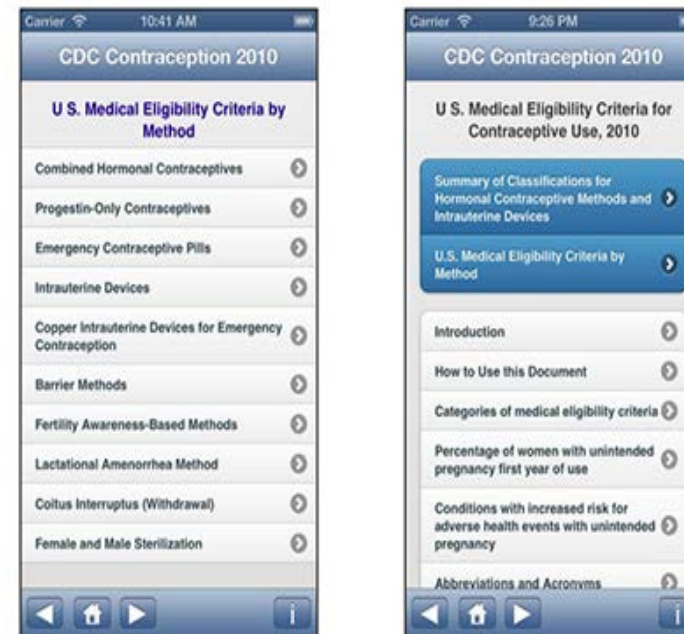 Carrier 10:41 AM
CDC Contraception 2010
U S. Medical Eligibility Criteria by
Method
Combined Hormonal Contraceptives
Progestin-Only Contraceptives
Emergency Contraceptive Pills
Intrauterine Devices
Copper Intrauterine Devices for Emergency
Contraception
Barrier Methods
Fertility Awareness-Based Methods
Lactational Amenorrhea Method
Coitus Interruptus (Withdrawal)
Female and Male Sterilization
i
Carrier 9:26 PM
CDC Contraception 2010
U S. Medical Eligibility Criteria for
Contraceptive Use, 2010
Summary of Classifications for
Hormonal Contraceptive Methods and
Intrauterine Devices
U.S. Medical Eligibility Criteria by
Method
Introduction
How to Use this Document
Categories of medical eligibility criteria
Percentage of women with unintended
pregnancy first year of use
Conditions with increased risk for
adverse health events with unintended
pregnancy
Abbreviations and Acronyms
i